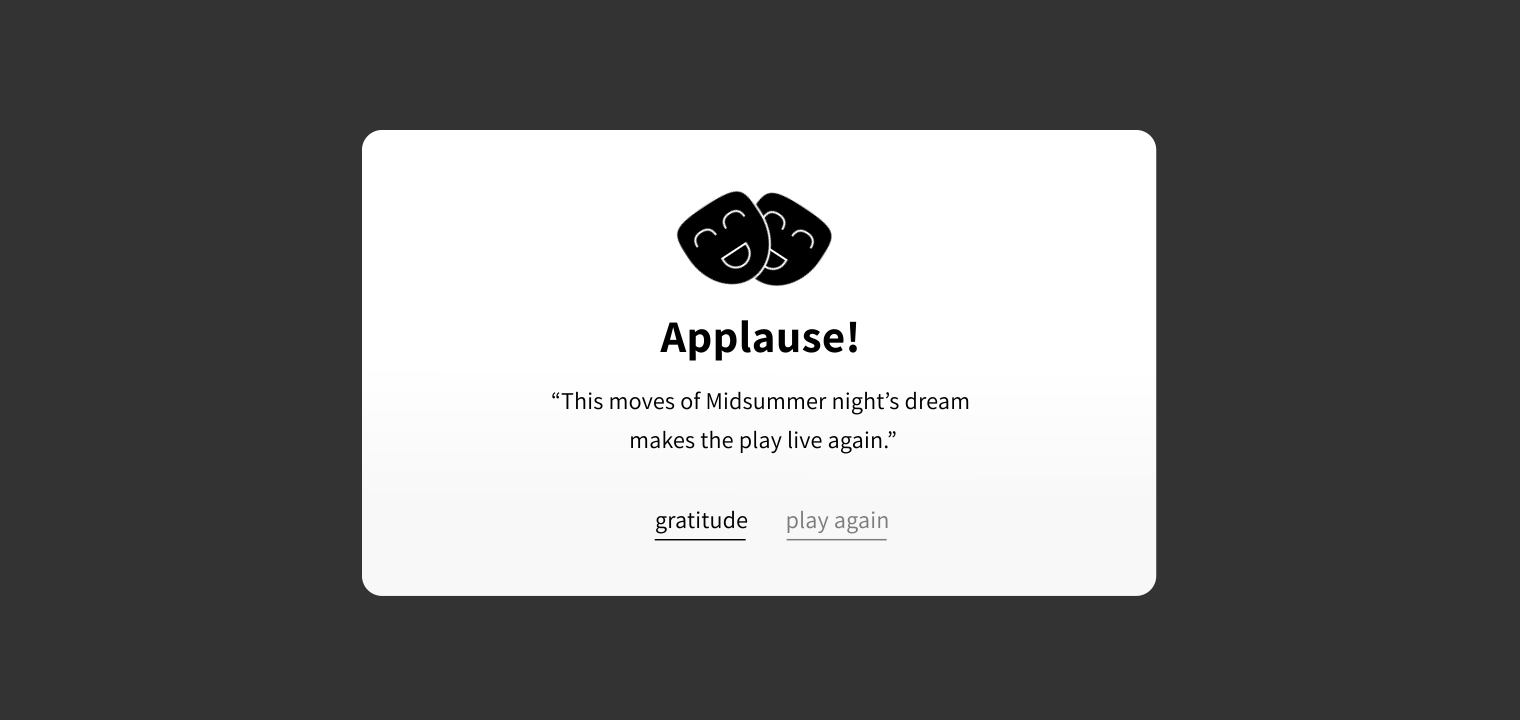 Applause!
“This moves of Midsummer night’s dream
makes the play live again.”
gratitude play again